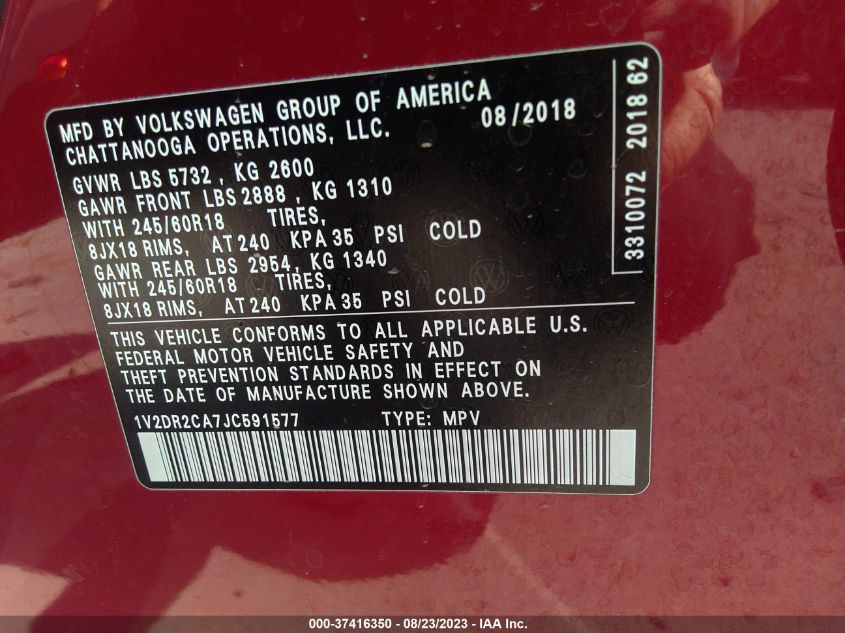 MFD BY VOLKSWAGEN GROUP OF AMERICA
CHATTANOOGA OPERATIONS, LLC. 08/2018
GVWR LBS 5732 , KG 2600
GAWR FRONT LBS 2888 , KG 1310
WITH 245/60R18 TIRES,
8JX18 RIMS, AT 240 KPA 35 PSI COLD
GAWR REAR LBS 2954, KG 1340
WITH 245/60R18 TIRES,
8JX18 RIMS, AT 240 KPA 35 PSI COLD
THIS VEHICLE CONFORMS TO ALL APPLICABLE U.S.
FEDERAL MOTOR VEHICLE SAFETY AND
THEFT PREVENTION STANDARDS IN EFFECT ON
THE DATE OF MANUFACTURE SHOWN ABOVE.
1V2DR2CA7JC591577 TYPE: MPV
3310072 2018 62
000-37416350 - 08/23/2023 - IAA Inc.